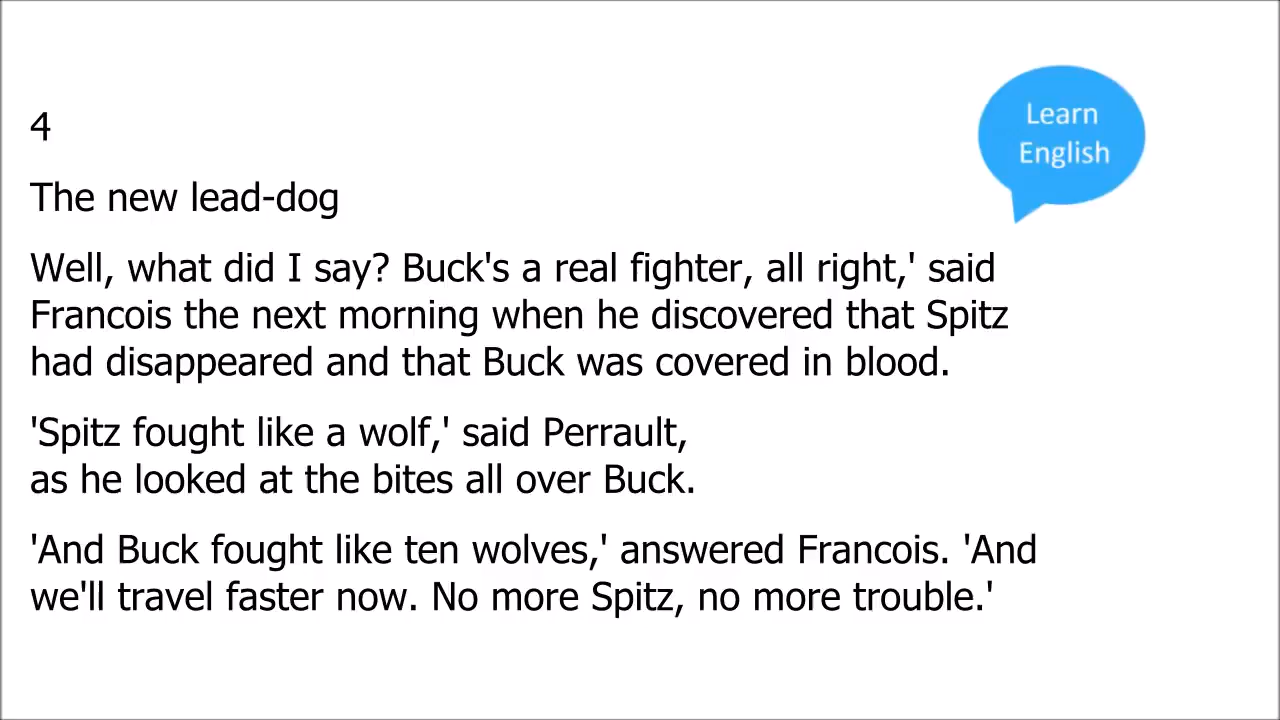 4
The new lead-dog
Well, what did I say? Buck's a real fighter, all right,' said
Francois the next morning when he discovered that Spitz
had disappeared and that Buck was covered in blood.
'Spitz fought like a wolf,' said Perrault,
as he looked at the bites all over Buck.
'And Buck fought like ten wolves,' answered Francois. 'And
we'll travel faster now. No more Spitz, no more trouble.'
Learn
English